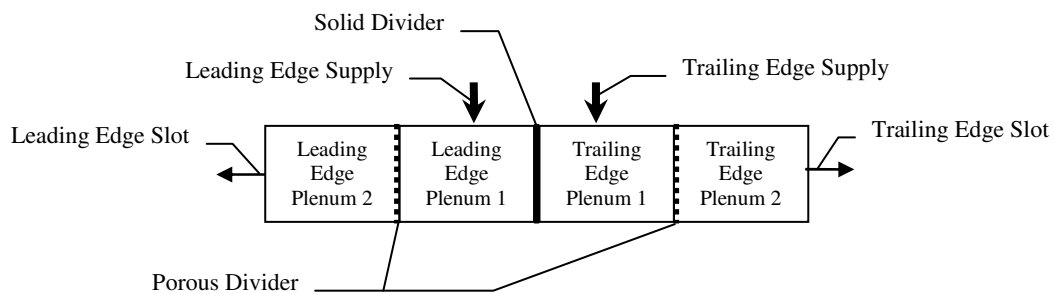 Solid Divider
Leading Edge Supply
Trailing Edge Supply
Leading Edge Slot
Trailing Edge Slot
Leading
Edge
Plenum 2
Leading
Edge
Plenum 1
Trailing
Edge
Plenum 1
Trailing
Edge
Plenum 2
Porous Divider